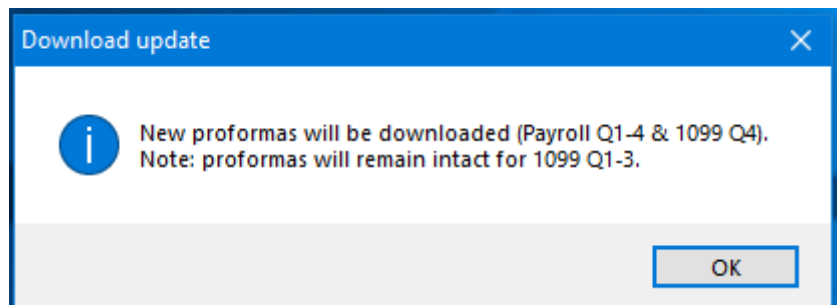 Download update
New proformas will be downloaded (Payroll Q1-4 & 1099 Q4).
Note: proformas will remain intact for 1099 Q1-3.
OK